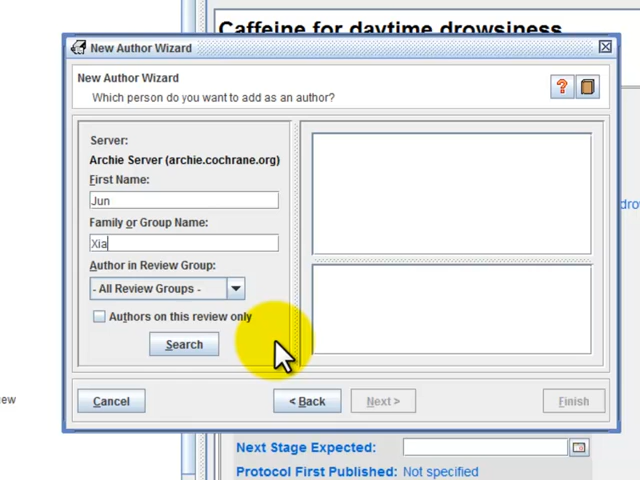 Caffeine for daytime drowsiness
New Author Wizard
New Author Wizard
Which person do you want to add as an author?
Server:
Archie Server (archie.cochrane.org)
First Name:
Jun
Family or Group Name:
Xia
Author in Review Group:
- All Review Groups -
Authors on this review only
Search
Cancel
< Back
Next >
Finish
Next Stage Expected:
Protocol First Published: Not specified